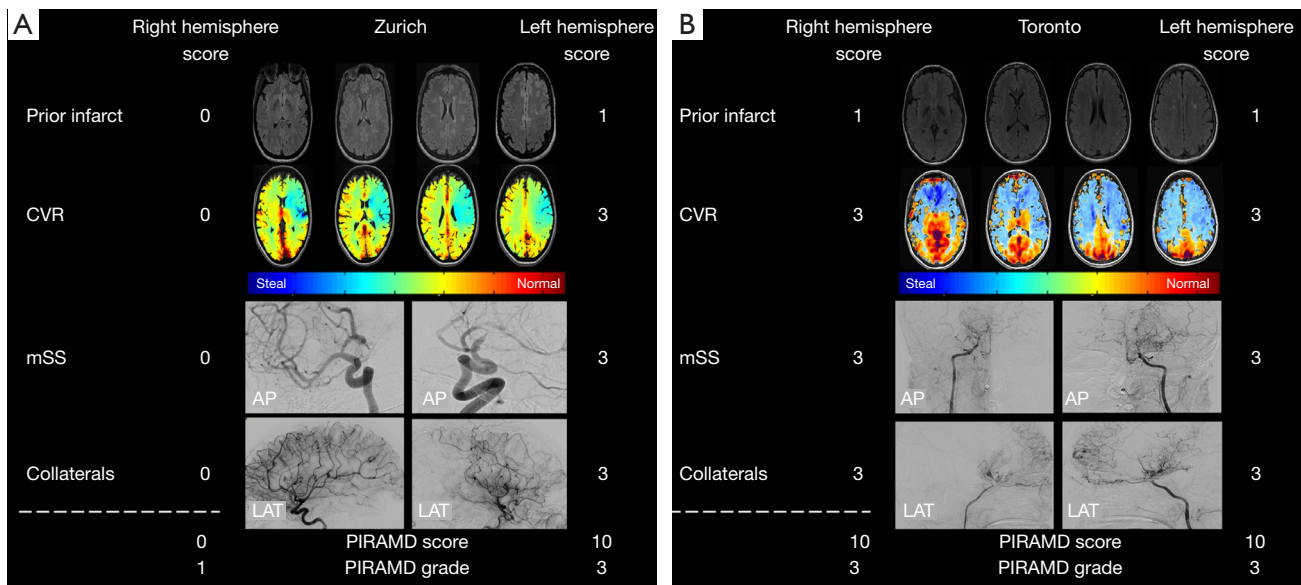 A
Right hemisphere score
Zurich
Left hemisphere score
Prior infarct 0 1
CVR 0 3
Steal Normal
mSS 0 3
AP AP
Collaterals 0 3
LAT LAT
0 PIRAMD score 10
1 PIRAMD grade 3
B
Right hemisphere score
Toronto
Left hemisphere score
Prior infarct 1 1
CVR 3 3
Steal Normal
mSS 3 3
AP AP
Collaterals 3 3
LAT LAT
10 PIRAMD score 10
3 PIRAMD grade 3